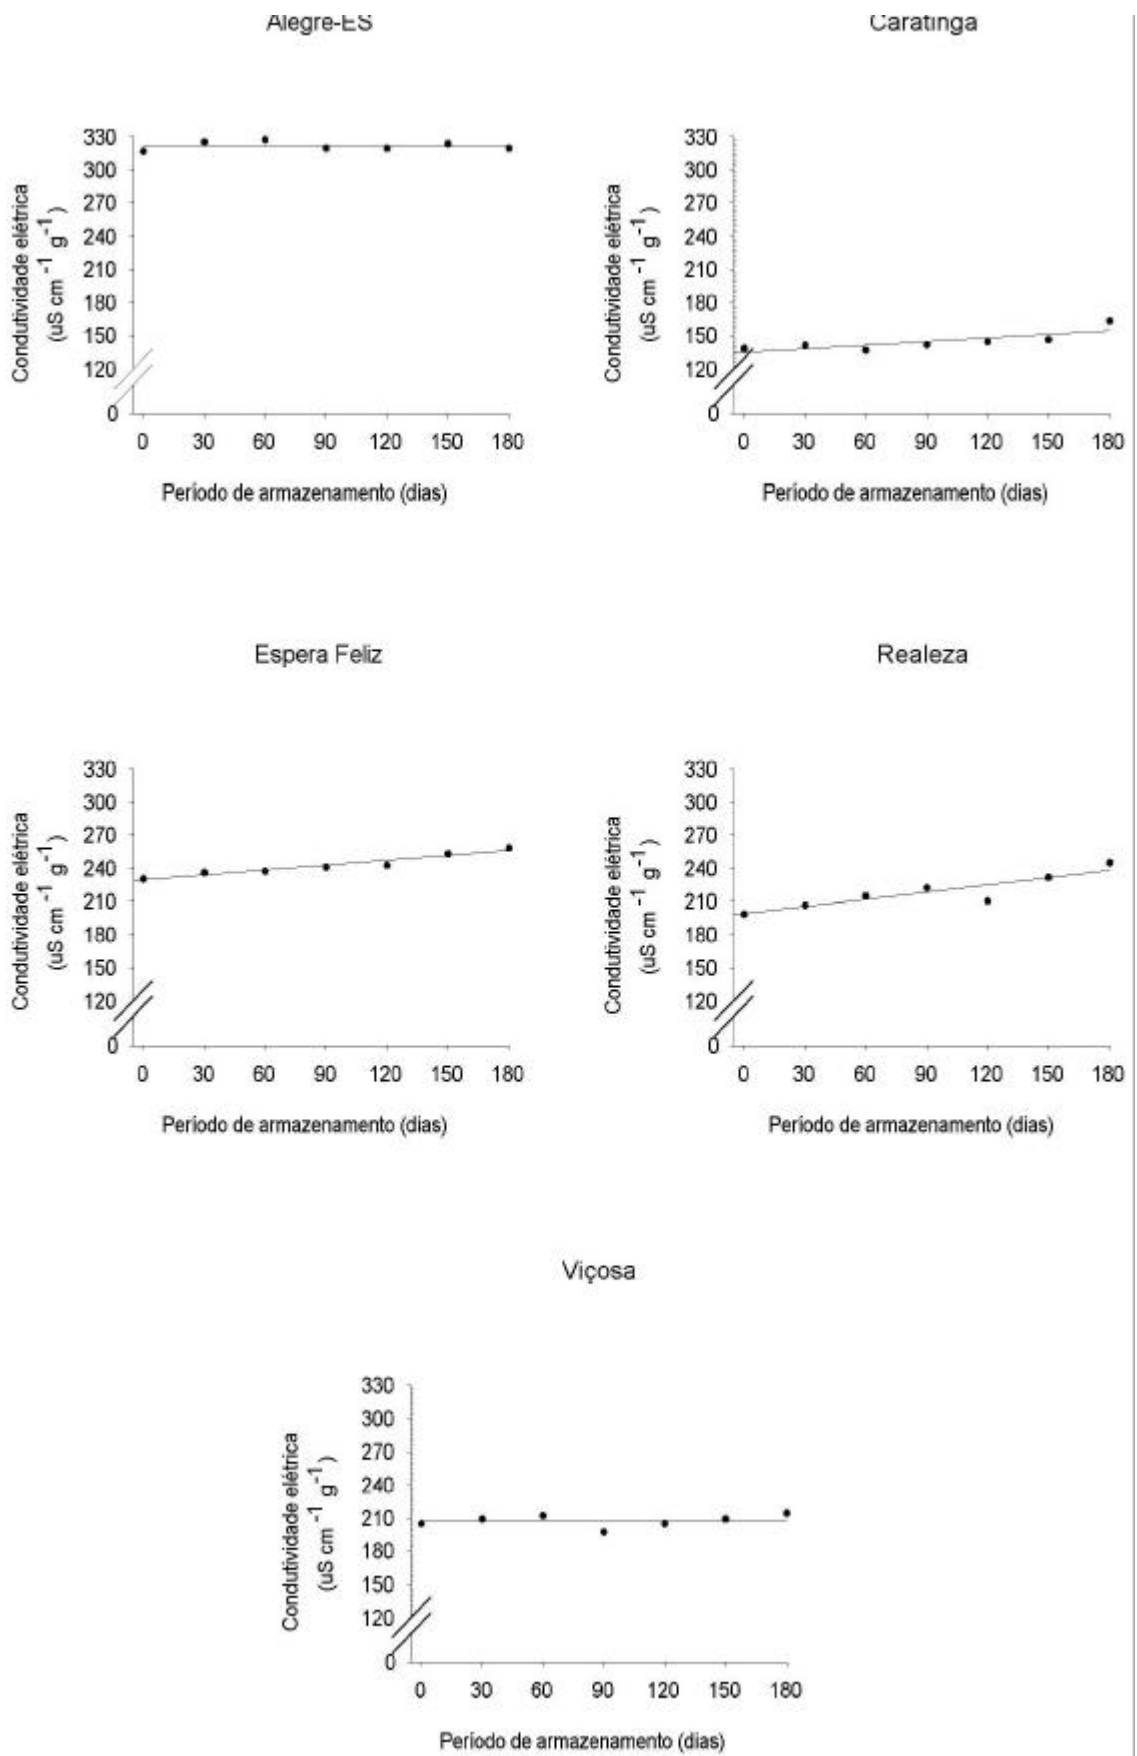 Alegre-ES
Condutividade elétrica
(uS cm -1 g-1 )
330
300
270
240
210
180
150
120
0
0 30 60 90 120 150 180
Período de armazenamento (dias)
Caratinga
Condutividade elétrica
(uS cm -1 g-1 )
330
300
270
240
210
180
150
120
0
0 30 60 90 120 150 180
Período de armazenamento (dias)
Espera Feliz
Condutividade elétrica
(uS cm -1 g-1 )
330
300
270
240
210
180
150
120
0
0 30 60 90 120 150 180
Período de armazenamento (dias)
Realeza
Condutividade elétrica
(uS cm -1 g-1 )
330
300
270
240
210
180
150
120
0
0 30 60 90 120 150 180
Período de armazenamento (dias)
Viçosa
Condutividade elétrica
(uS cm -1 g-1 )
330
300
270
240
210
180
150
120
0
0 30 60 90 120 150 180
Período de armazenamento (dias)